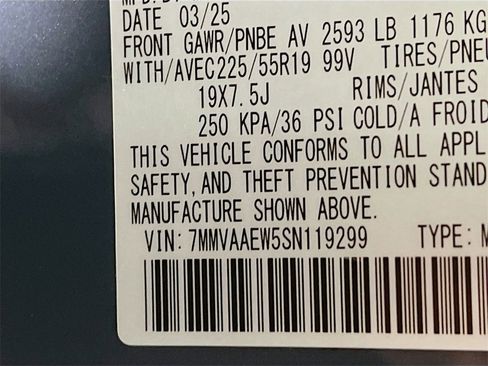 DATE 03/25
FRONT GAWR/PNBE AV 2593 LB 1176 KG
WITH/AVEC225/55R19 99V TIRES/PNEU
19X7.5J RIMS/JANTES
250 KPA/36 PSI COLD/A FROID
THIS VEHICLE CONFORMS TO ALL APPL
SAFETY, AND THEFT PREVENTION STAND
MANUFACTURE SHOWN ABOVE.
VIN: 7MMVAAEW5SN119299 TYPE: M